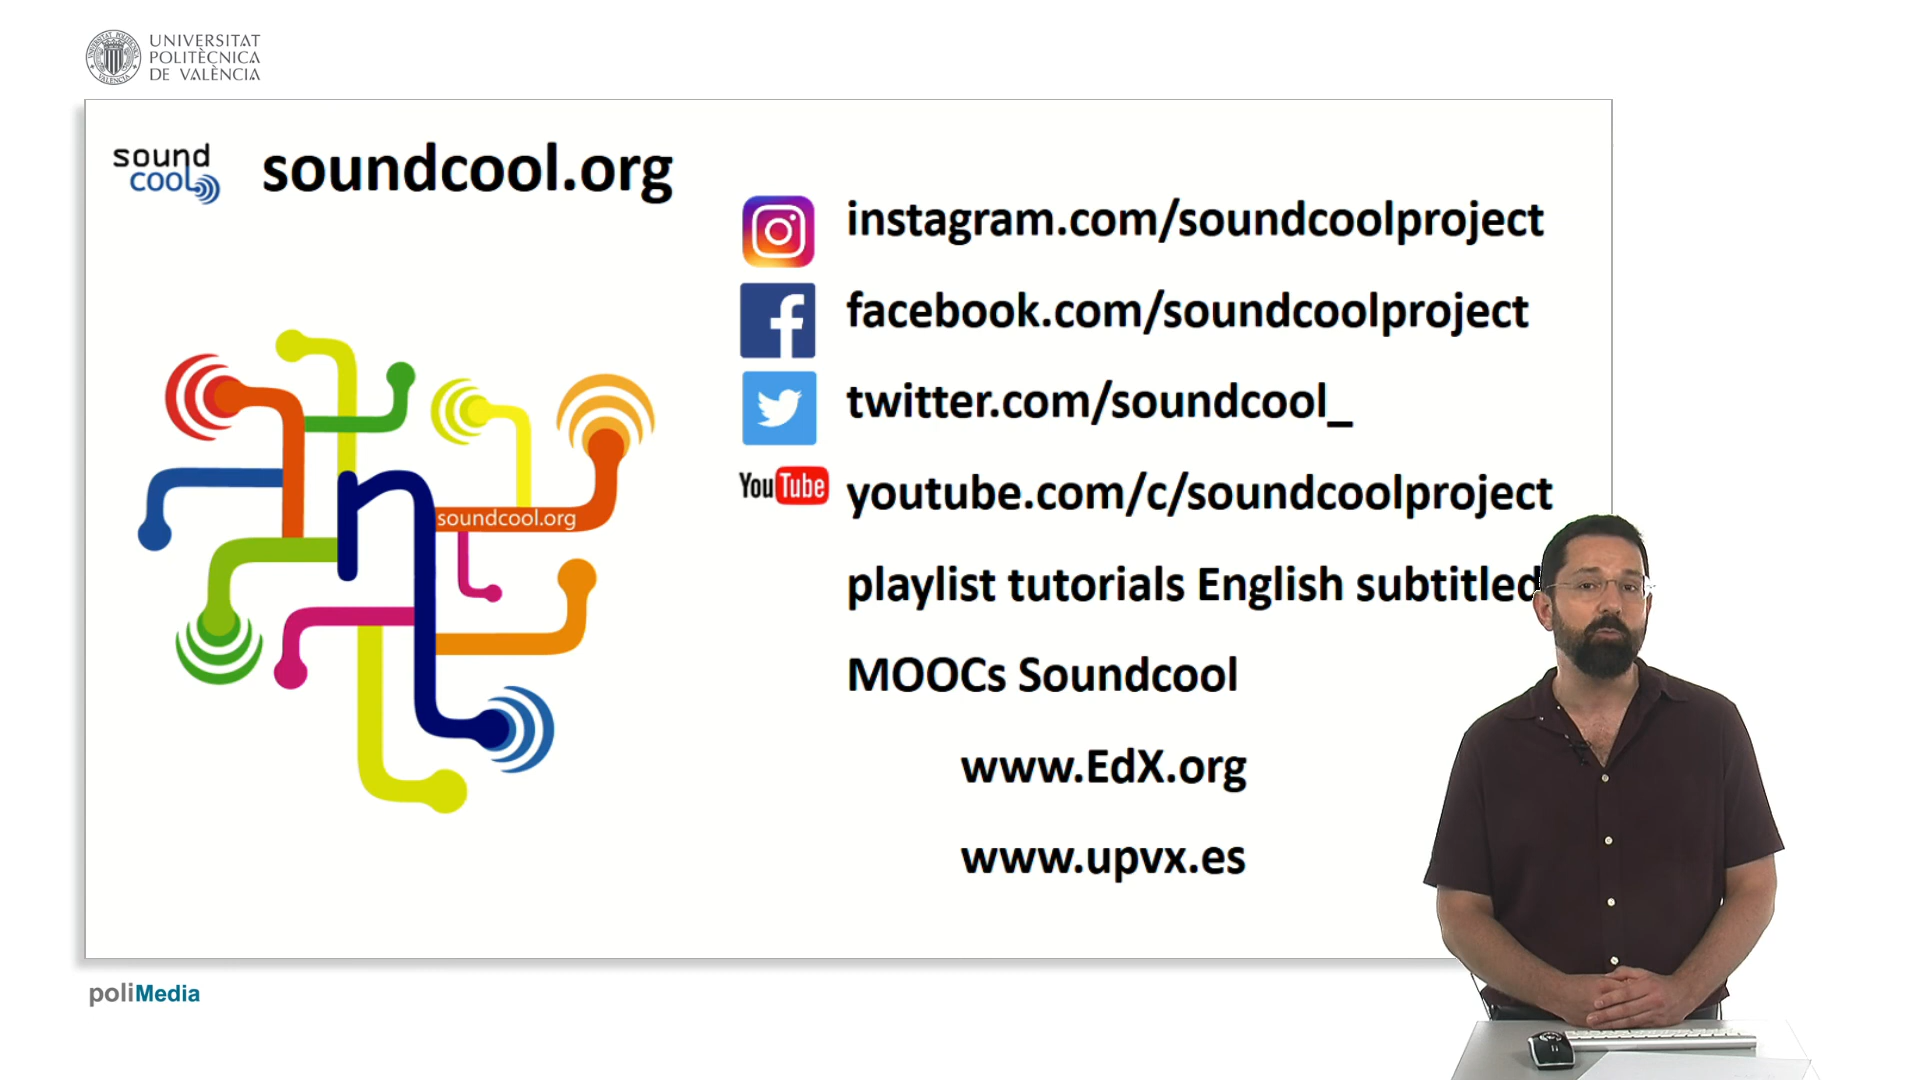 UNIVERSITAT
POLITÈCNICA
DE VALÈNCIA
sound
cool
soundcool.org
instagram.com/soundcoolproject
facebook.com/soundcoolproject
twitter.com/soundcool_
YouTube
youtube.com/c/soundcoolproject
soundcool.org
playlist tutorials English subtitled
MOOCs Soundcool
www.EdX.org
www.upvx.es
poliMedia